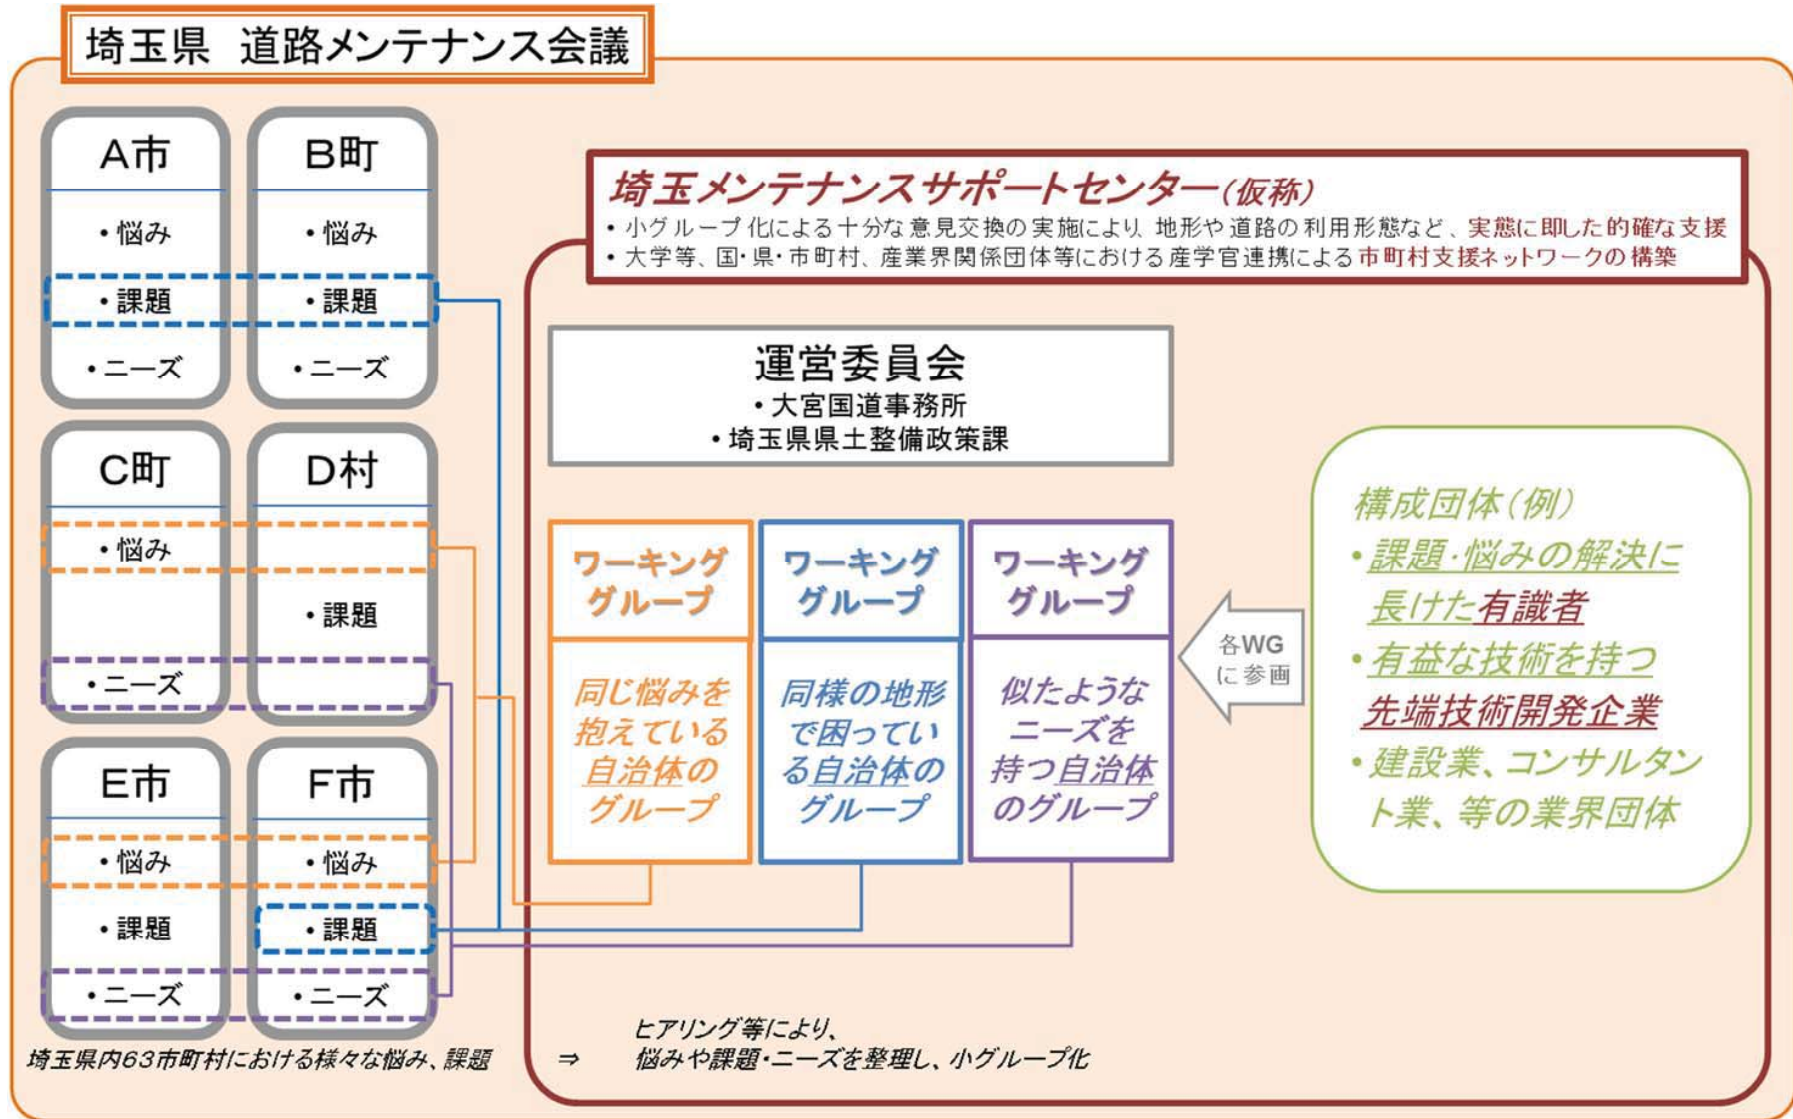 埼玉県 道路メンテナンス会議
A市
・悩み
・課題
・ニーズ
B町
・悩み
・課題
・ニーズ
C町
・悩み
・ニーズ
D村
・課題
E市
・悩み
・課題
・ニーズ
F市
・悩み
・課題
・ニーズ
埼玉メンテナンスサポートセンター(仮称)
・小グループ化による十分な意見交換の実施により、地形や道路の利用形態など、実態に即した的確な支援
・大学等、国・県・市町村、産業界関係団体等における産学官連携による市町村支援ネットワークの構築
運営委員会
・大宮国道事務所
・埼玉県県土整備政策課
ワーキング
グループ
同じ悩みを
抱えている
自治体の
グループ
ワーキング
グループ
同様の地形
で困ってい
る自治体の
グループ
ワーキング
グループ
似たような
ニーズを
持つ自治体
のグループ
各WG
に参画
構成団体(例)
・課題・悩みの解決に
長けた有識者
・有益な技術を持つ
先端技術開発企業
・建設業、コンサルタン
ト業、等の業界団体
埼玉県内63市町村における様々な悩み、課題
⇒
ヒアリング等により、
悩みや課題・ニーズを整理し、小グループ化